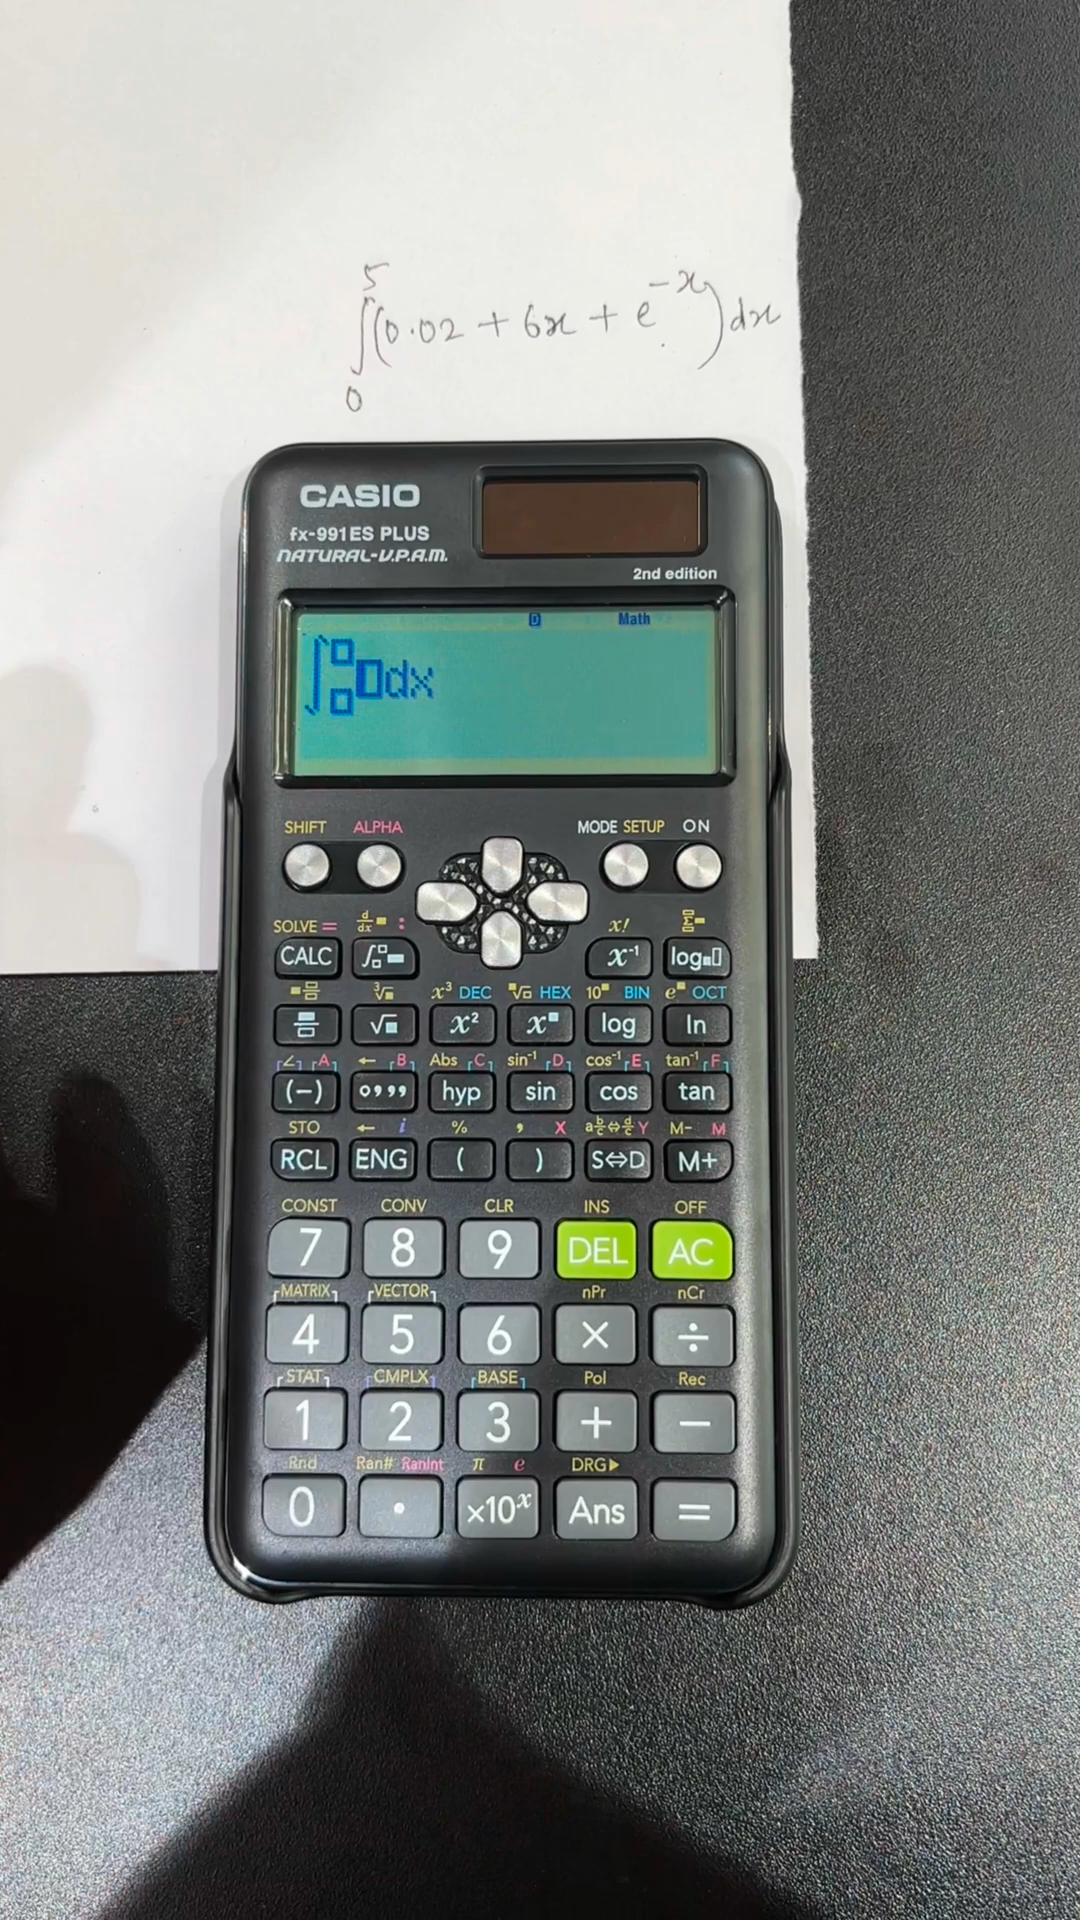 5
∫(0.02 + 6x + e^-x) dx
0
CASIO
fx-991ES PLUS
NATURAL-V.P.A.M.
2nd edition
D Math
∫□□□dx
SHIFT ALPHA MODE SETUP ON
SOLVE = d/dx■ : x! Σ□■
CALC ∫□□■ x⁻¹ log■□
■■/□ ³√■ x³ DEC ■√□ HEX 10■ BIN e■ OCT
■/□ √■ x² x■ log ln
∠ A ← B Abs C sin⁻¹ D cos⁻¹ E tan⁻¹ F
(−) °’’’ hyp sin cos tan
STO ← i % , X a b/c⇔d/c Y M− M
RCL ENG ( ) S⇔D M+
CONST CONV CLR INS OFF
7 8 9 DEL AC
MATRIX VECTOR nPr nCr
4 5 6 × ÷
STAT CMPLX BASE Pol Rec
1 2 3 + −
Rnd Ran# RanInt π e DRG▶
0 • ×10ˣ Ans =